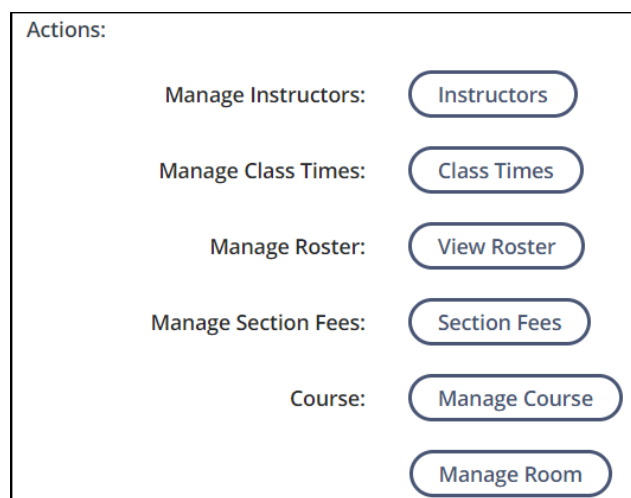 Actions:
Manage Instructors: Instructors
Manage Class Times: Class Times
Manage Roster: View Roster
Manage Section Fees: Section Fees
Course: Manage Course
Manage Room